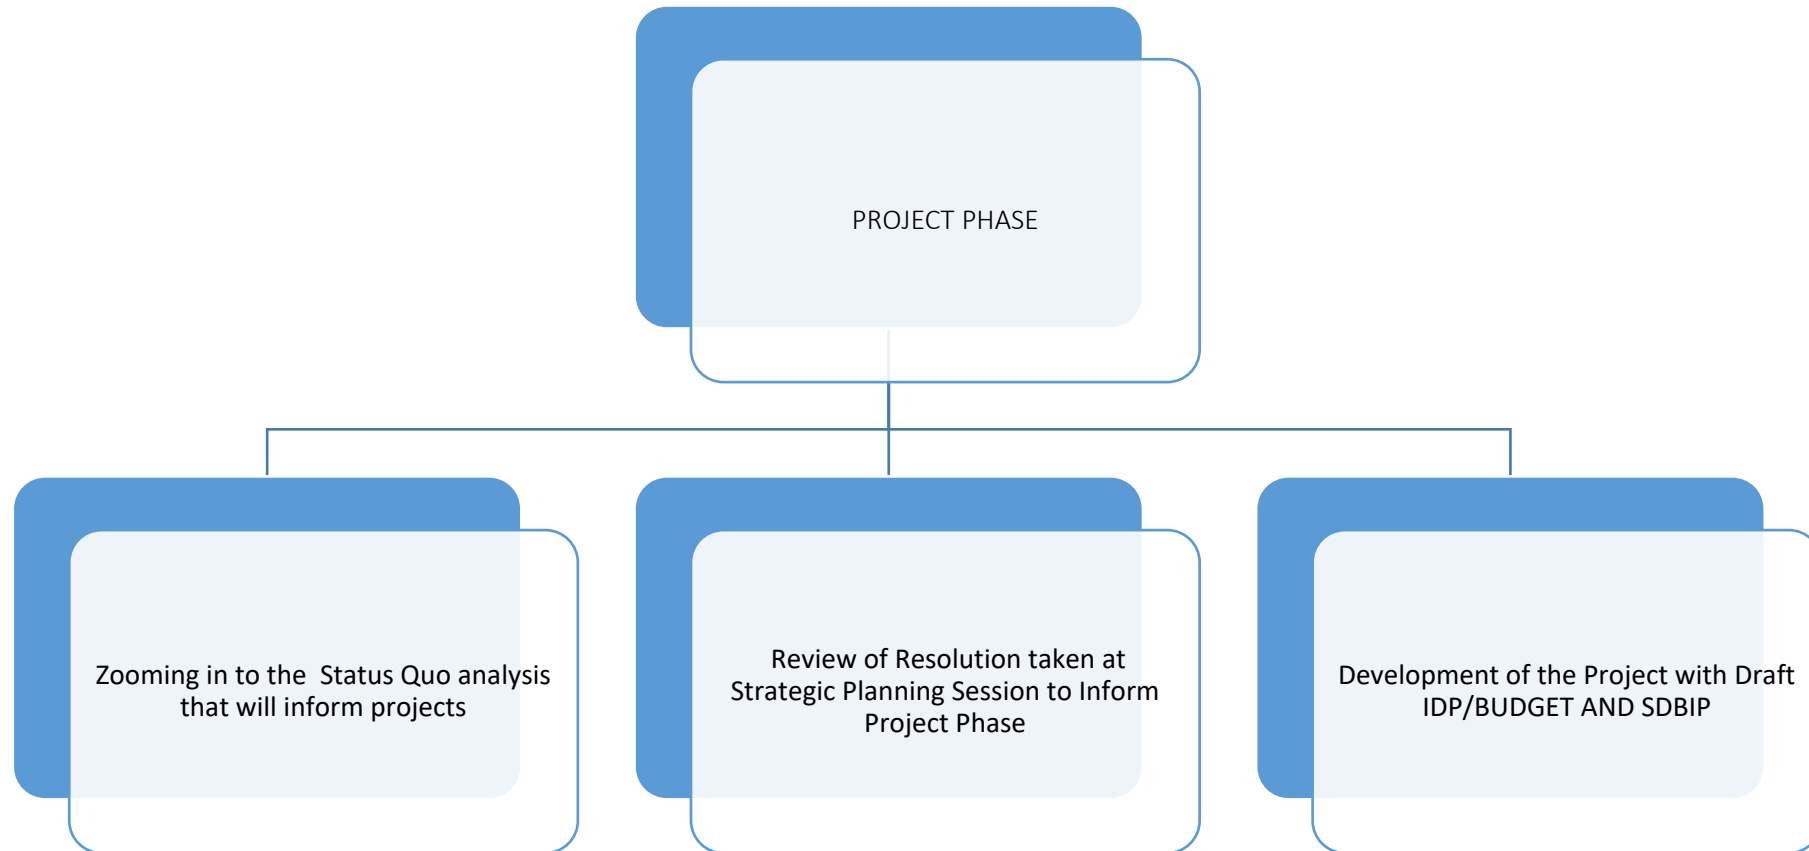 PROJECT PHASE
Zooming in to the  Status Quo analysis
that will inform projects
Review of Resolution taken at
Strategic Planning Session to Inform
Project Phase
Development of the Project with Draft
IDP/BUDGET AND SDBIP